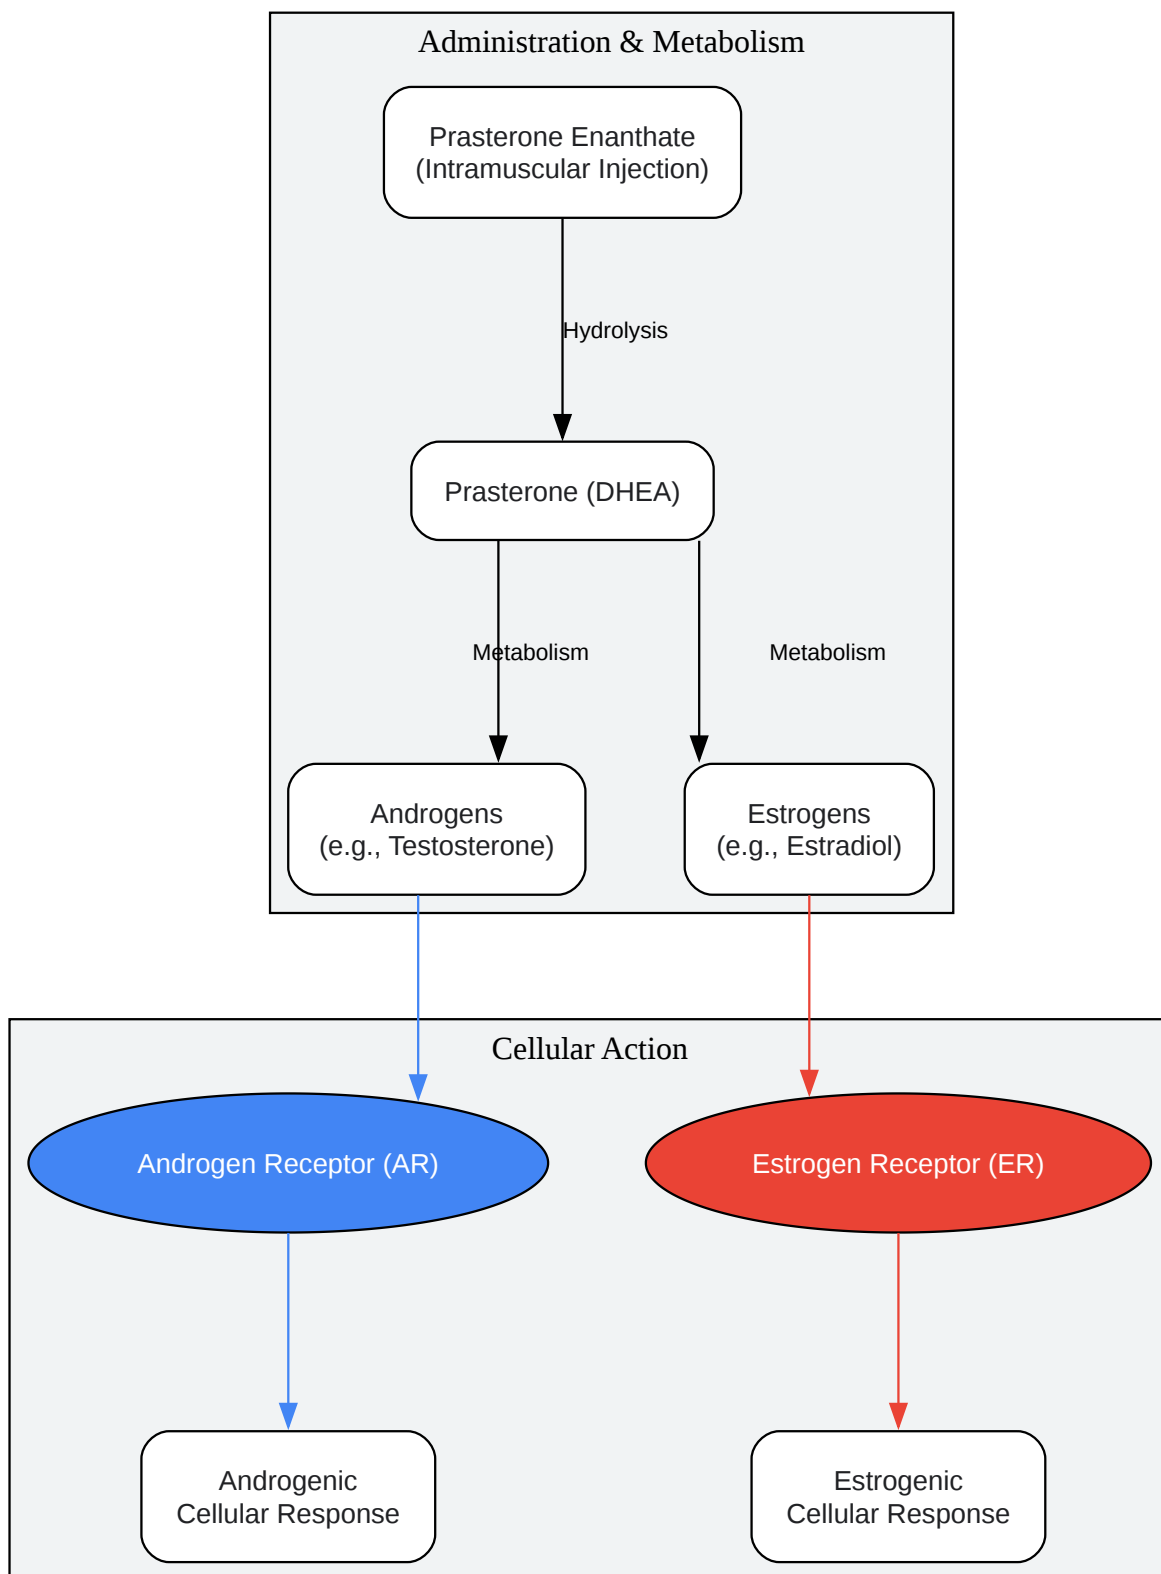 Administration & Metabolism
Prasterone Enanthate
(Intramuscular Injection)
Hydrolysis
Prasterone (DHEA)
Metabolism
Metabolism
Androgens
(e.g., Testosterone)
Estrogens
(e.g., Estradiol)
Cellular Action
Androgen Receptor (AR)
Estrogen Receptor (ER)
Androgenic
Cellular Response
Estrogenic
Cellular Response